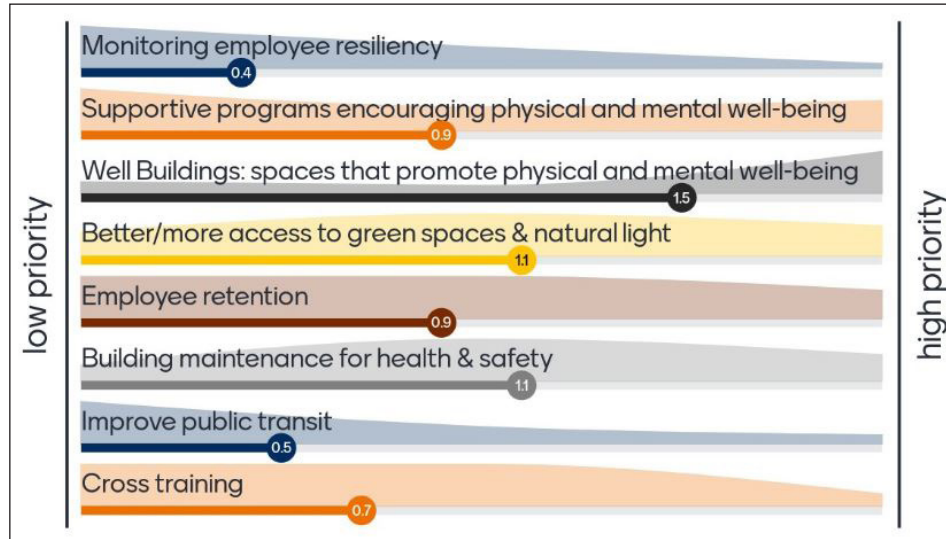 low priority
Monitoring employee resiliency
0.4
Supportive programs encouraging physical and mental well-being
0.9
Well Buildings: spaces that promote physical and mental well-being
1.5
Better/more access to green spaces & natural light
1.1
Employee retention
0.9
Building maintenance for health & safety
1.1
Improve public transit
0.5
Cross training
0.7
high priority